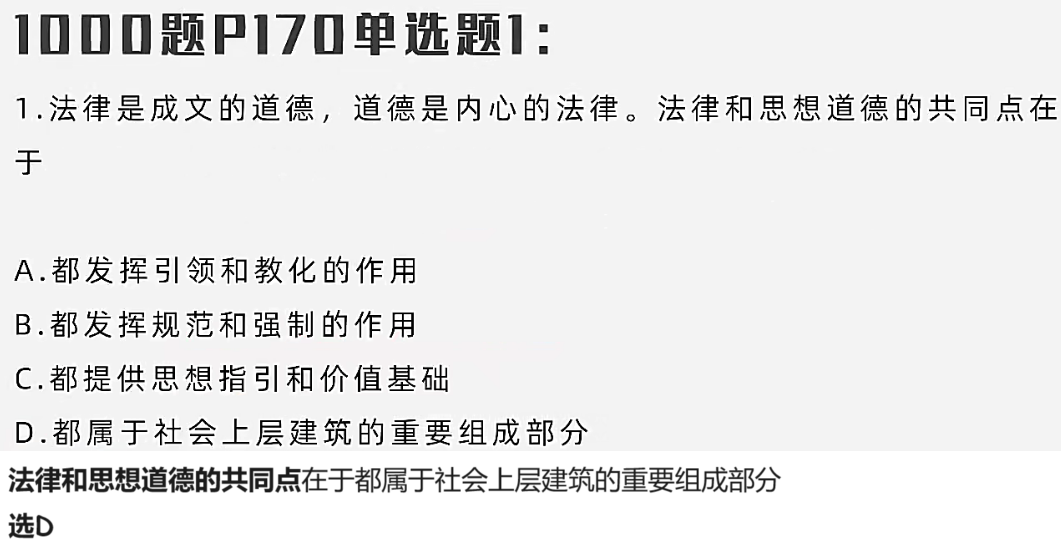 1000题P170单选题1：
1.法律是成文的道德，道德是内心的法律。法律和思想道德的共同点在
于
A.都发挥引领和教化的作用
B.都发挥规范和强制的作用
C.都提供思想指引和价值基础
D.都属于社会上层建筑的重要组成部分
法律和思想道德的共同点在于都属于社会上层建筑的重要组成部分
选D